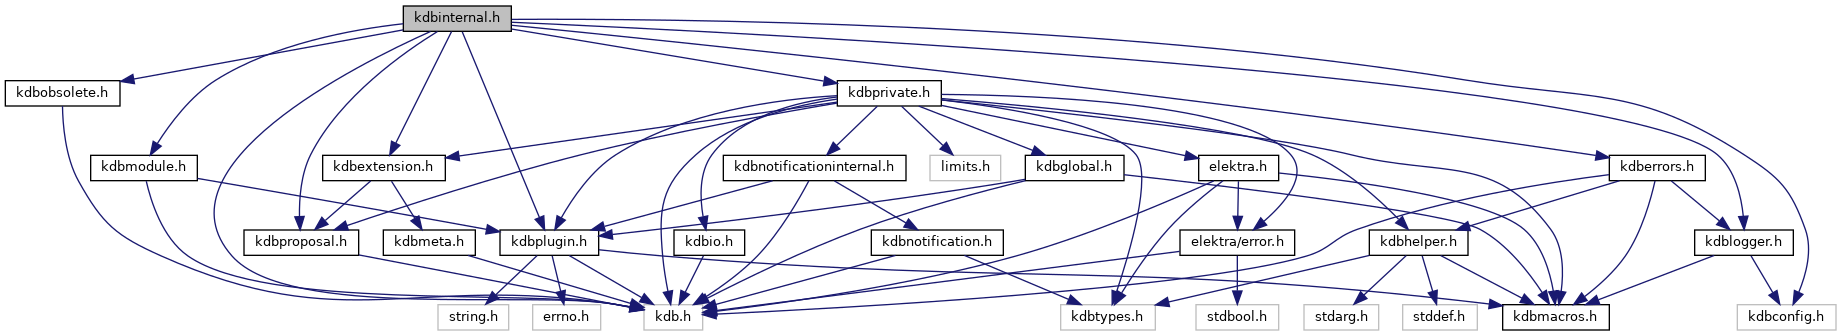 kdbinternal.h
kdbobsolete.h
kdbprivate.h
kdbmodule.h
kdbextension.h
kdbnotificationinternal.h
limits.h
kdbglobal.h
elektra.h
kdberrors.h
kdbproposal.h
kdbmeta.h
kdbplugin.h
kdbio.h
kdbnotification.h
elektra/error.h
kdbhelper.h
kdblogger.h
string.h
errno.h
kdb.h
kdbtypes.h
stdbool.h
stdarg.h
stddef.h
kdbmacros.h
kdbconfig.h